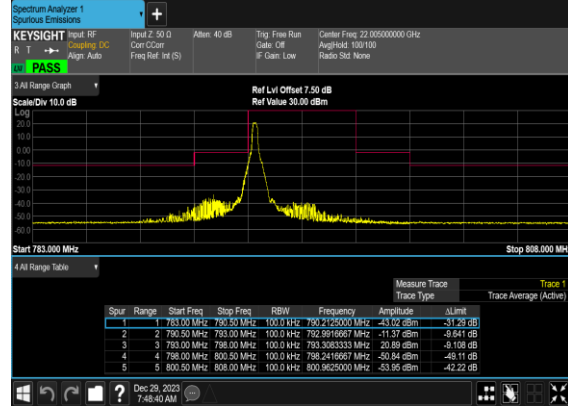 Spectrum Analyzer 1
Spurious Emissions
+
KEYSIGHT Input: RF Input Z: 50 Ω Atten: 40 dB Trig: Free Run Center Freq: 22.005000000 GHz
R T Coupling: DC Corr CCorr Gate: Off Avg|Hold: 100/100
Align: Auto Freq Ref: Int (S) IF Gain: Low Radio Std: None
PASS
3 All Range Graph Ref Lvl Offset 7.50 dB
Scale/Div 10.0 dB Ref Value 30.00 dBm
Log
20.0
10.0
0.00
-10.0
-20.0
-30.0
-40.0
-50.0
-60.0
Start 783.000 MHz Stop 808.000 MH
4 All Range Table
Measure Trace Trace 1
Trace Type Trace Average (Active)
Spur Range Start Freq Stop Freq RBW Frequency Amplitude ΔLimit
1 1 783.00 MHz 790.50 MHz 100.0 kHz 790.2125000 MHz -43.02 dBm -31.29 dB
2 2 790.50 MHz 793.00 MHz 100.0 kHz 792.9916667 MHz -11.37 dBm -9.641 dB
3 3 793.00 MHz 798.00 MHz 100.0 kHz 793.3083333 MHz 20.89 dBm -9.108 dB
4 4 798.00 MHz 800.50 MHz 100.0 kHz 798.2416667 MHz -50.84 dBm -49.11 dB
5 5 800.50 MHz 808.00 MHz 100.0 kHz 800.9625000 MHz -53.95 dBm -42.22 dB
? Dec 29, 2023
7:48:40 AM